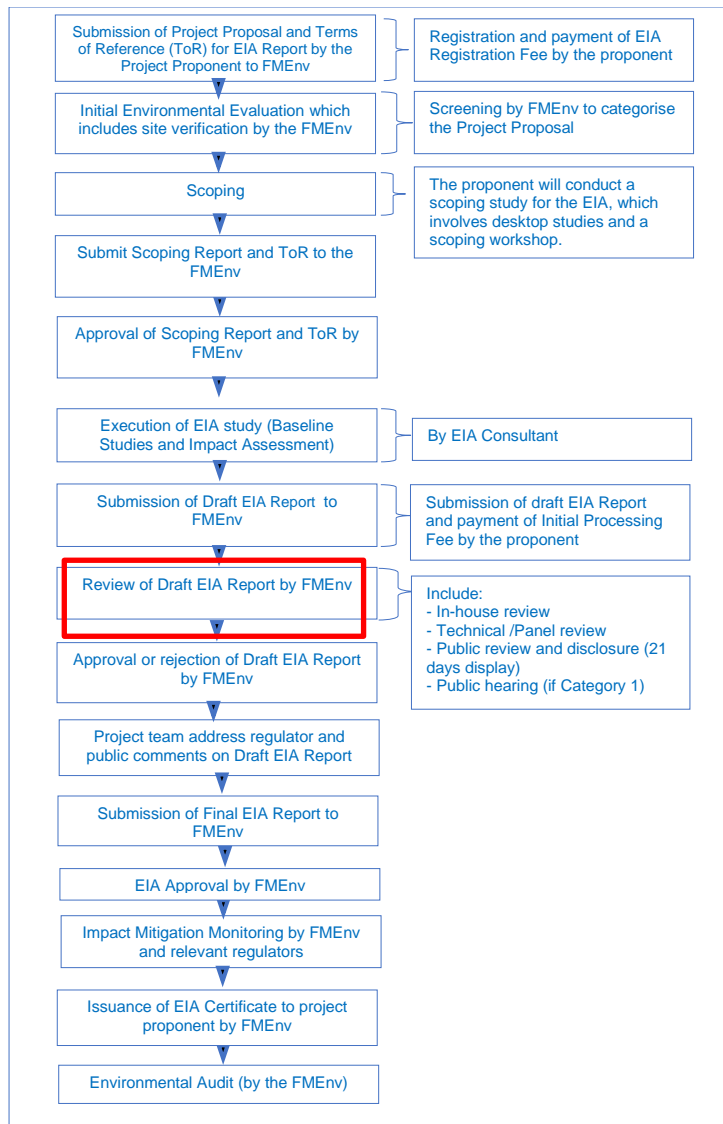 Submission of Project Proposal and Terms
of Reference (ToR) for EIA Report by the
Project Proponent to FMEnv
Registration and payment of EIA
Registration Fee by the proponent
Initial Environmental Evaluation which
includes site verification by the FMEnv
Screening by FMEnv to categorise
the Project Proposal
Scoping
The proponent will conduct a
scoping study for the EIA, which
involves desktop studies and a
scoping workshop.
Submit Scoping Report and ToR to the
FMEnv
Approval of Scoping Report and ToR by
FMEnv
Execution of EIA study (Baseline
Studies and Impact Assessment)
By EIA Consultant
Submission of Draft EIA Report to
FMEnv
Submission of draft EIA Report
and payment of Initial Processing
Fee by the proponent
Review of Draft EIA Report by FMEnv
Include:
- In-house review
- Technical /Panel review
- Public review and disclosure (21
days display)
- Public hearing (if Category 1)
Approval or rejection of Draft EIA Report
by FMEnv
Project team address regulator and
public comments on Draft EIA Report
Submission of Final EIA Report to
FMEnv
EIA Approval by FMEnv
Impact Mitigation Monitoring by FMEnv
and relevant regulators
Issuance of EIA Certificate to project
proponent by FMEnv
Environmental Audit (by the FMEnv)